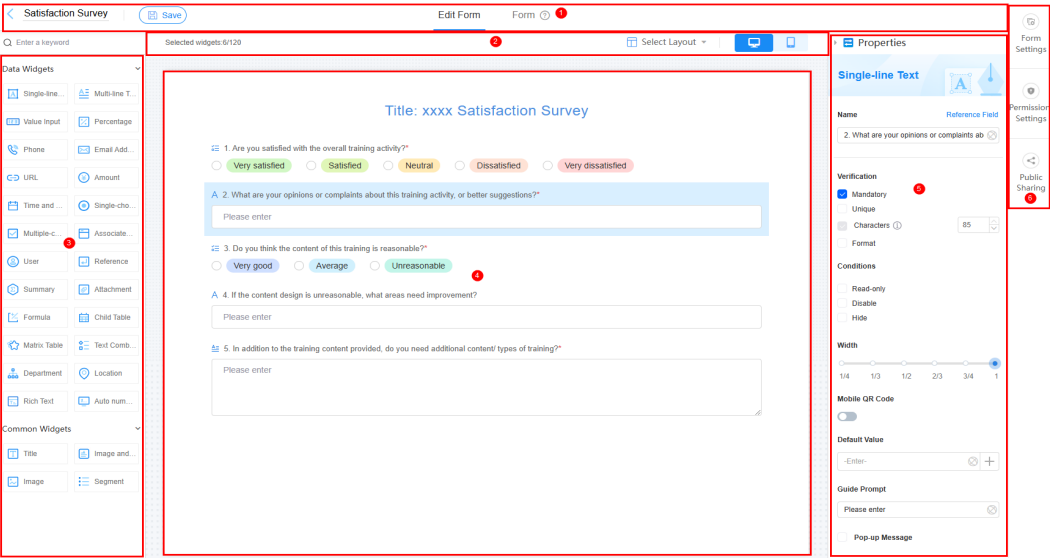 Satisfaction Survey
Save
Edit Form
Form
1
Enter a keyword
Selected widgets:6/120
2
Select Layout
Data Widgets
Single-line...
Multi-line T...
Value Input
Percentage
Phone
Email Add...
URL
Amount
Time and ...
Single-cho...
Multiple-c...
Associate...
3
User
Reference
Summary
Attachment
Formula
Child Table
Matrix Table
Text Comb...
Department
Location
Rich Text
Auto num...
Common Widgets
Title
Image and...
Image
Segment
Title: xxxx Satisfaction Survey
1. Are you satisfied with the overall training activity?*
Very satisfied
Satisfied
Neutral
Dissatisfied
Very dissatisfied
2. What are your opinions or complaints about this training activity, or better suggestions?*
Please enter
3. Do you think the content of this training is reasonable?*
Very good
Average
Unreasonable
4
4. If the content design is unreasonable, what areas need improvement?
Please enter
5. In addition to the training content provided, do you need additional content/ types of training?*
Please enter
Properties
Single-line Text
Name
Reference Field
2. What are your opinions or complaints ab
Verification
Mandatory
5
Unique
Characters
85
Format
Conditions
Read-only
Disable
Hide
Width
1/4 1/3 1/2 2/3 3/4 1
Mobile QR Code
Default Value
-Enter-
Guide Prompt
Please enter
Pop-up Message
Form
Settings
Permission
Settings
Public
Sharing
6